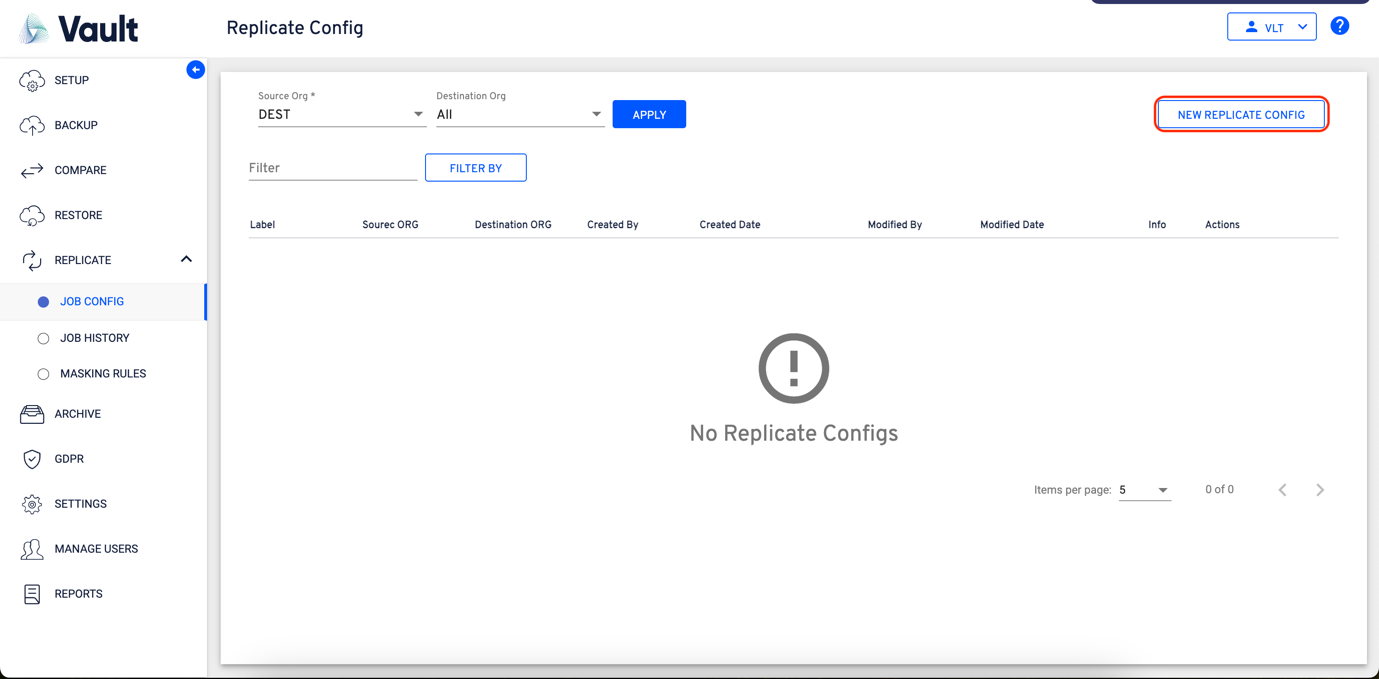 Vault
Replicate Config
VLT
?
SETUP
BACKUP
COMPARE
RESTORE
REPLICATE
JOB CONFIG
JOB HISTORY
MASKING RULES
ARCHIVE
GDPR
SETTINGS
MANAGE USERS
REPORTS
Source Org *
DEST
Destination Org
All
APPLY
NEW REPLICATE CONFIG
Filter
FILTER BY
Label Sourec ORG Destination ORG Created By Created Date Modified By Modified Date Info Actions
No Replicate Configs
Items per page: 5 0 of 0